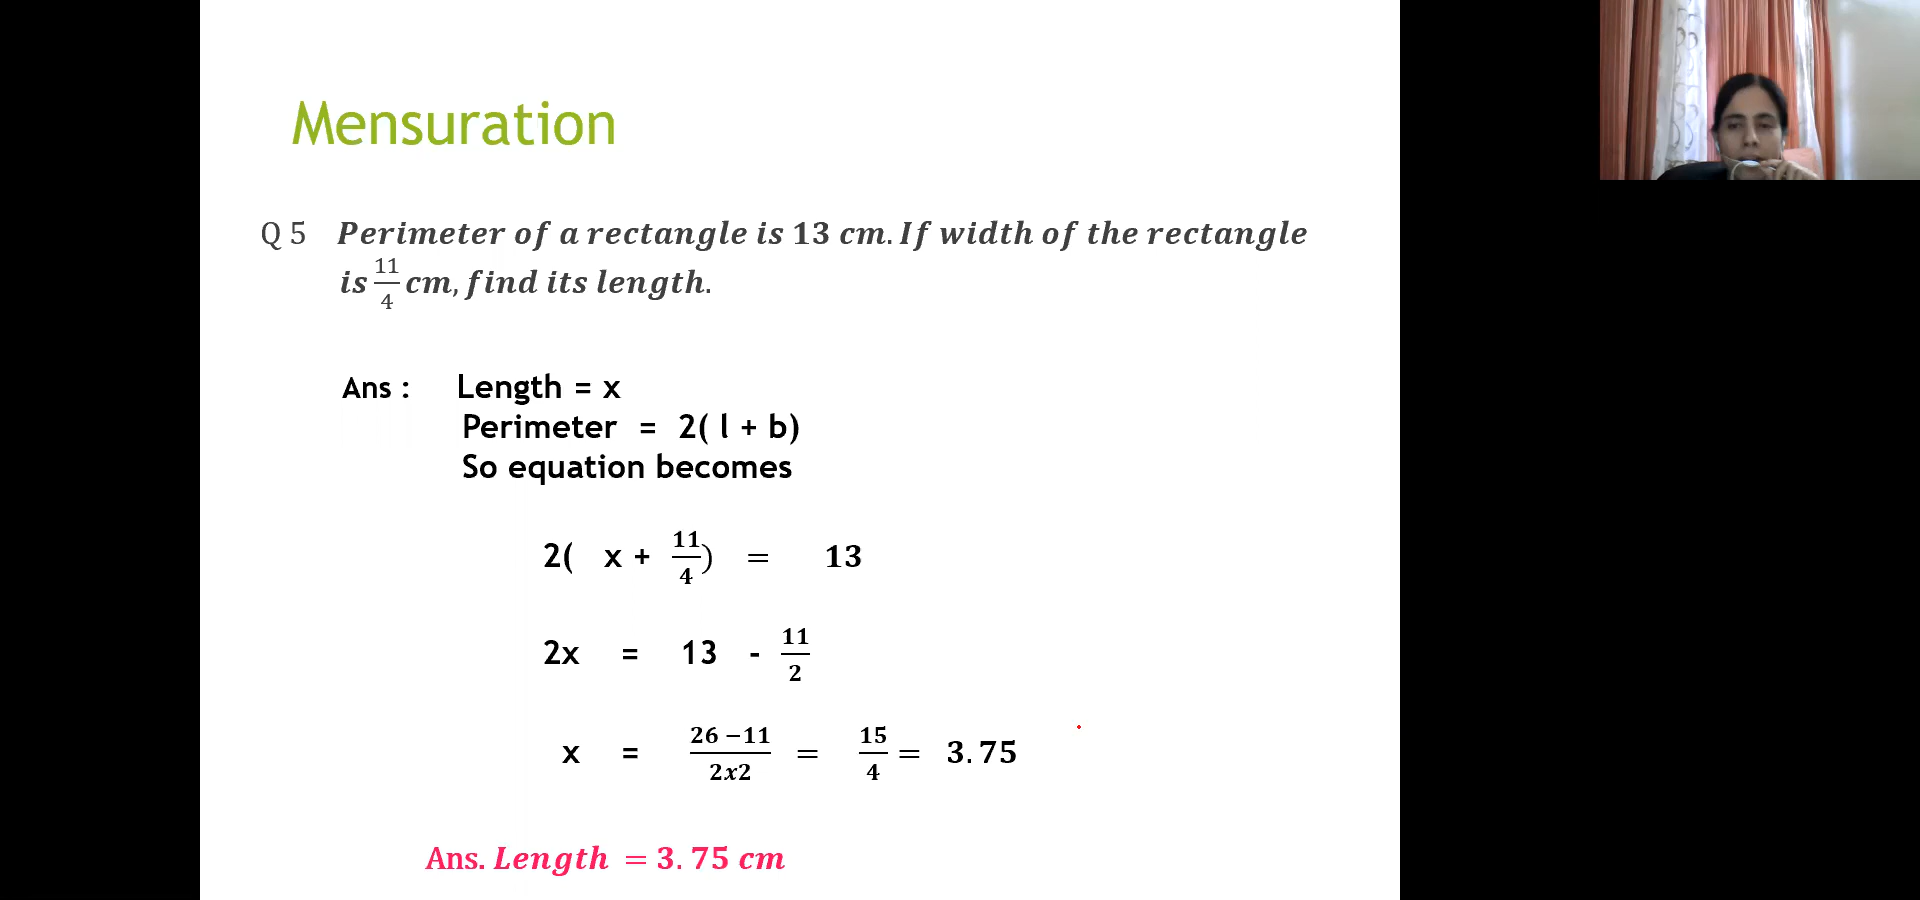 Mensuration
Q 5 Perimeter of a rectangle is 13 cm. If width of the rectangle
is 11/4 cm, find its length.
Ans : Length = x
Perimeter = 2( l + b)
So equation becomes
2( x + 11/4) = 13
2x = 13 - 11/2
x = 26 −11/2x2 = 15/4 = 3.75
Ans. Length = 3.75 cm